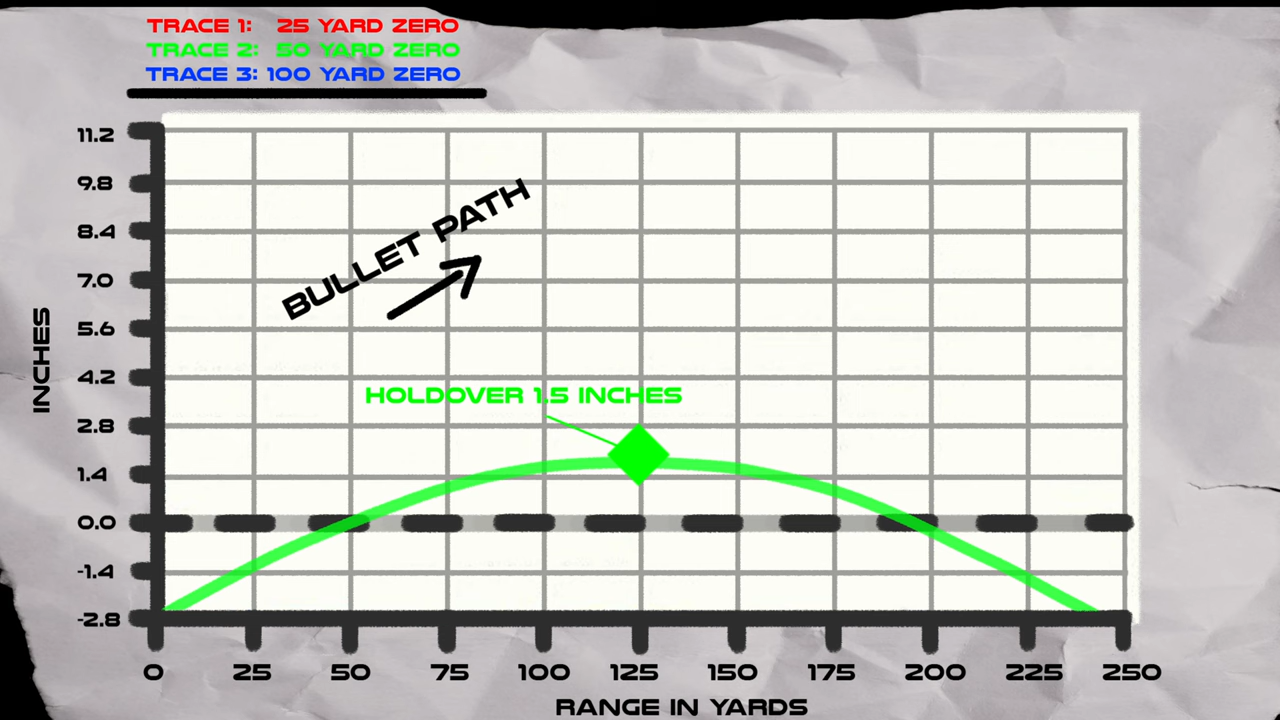 TRACE 1: 25 YARD ZERO
TRACE 2: 50 YARD ZERO
TRACE 3: 100 YARD ZERO
11.2
9.8
8.4
7.0
5.6
4.2
2.8
1.4
0.0
-1.4
-2.8
INCHES
BULLET PATH
HOLDOVER 1.5 INCHES
0 25 50 75 100 125 150 175 200 225 250
RANGE IN YARDS